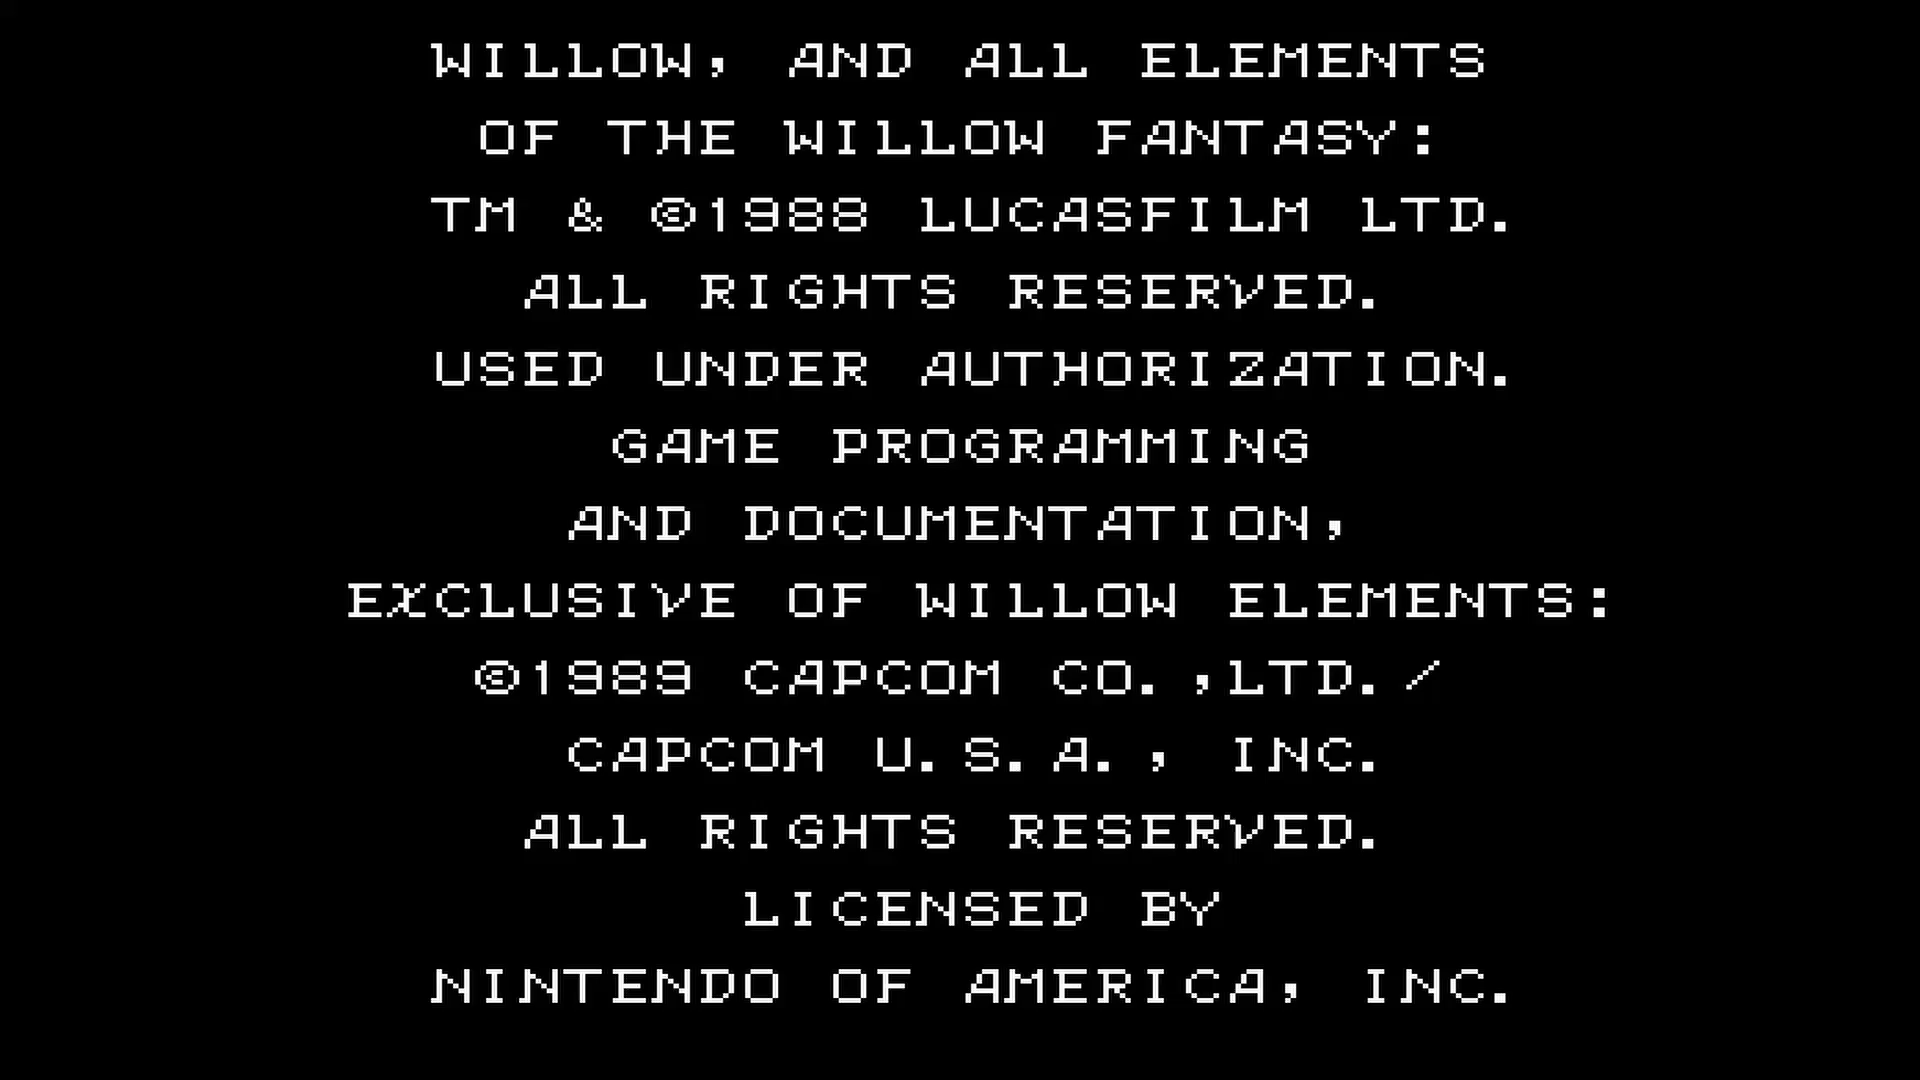 WILLOW, AND ALL ELEMENTS
OF THE WILLOW FANTASY:
TM & ©1988 LUCASFILM LTD.
ALL RIGHTS RESERVED.
USED UNDER AUTHORIZATION.
GAME PROGRAMMING
AND DOCUMENTATION,
EXCLUSIVE OF WILLOW ELEMENTS:
©1989 CAPCOM CO.,LTD./
CAPCOM U.S.A., INC.
ALL RIGHTS RESERVED.
LICENSED BY
NINTENDO OF AMERICA, INC.